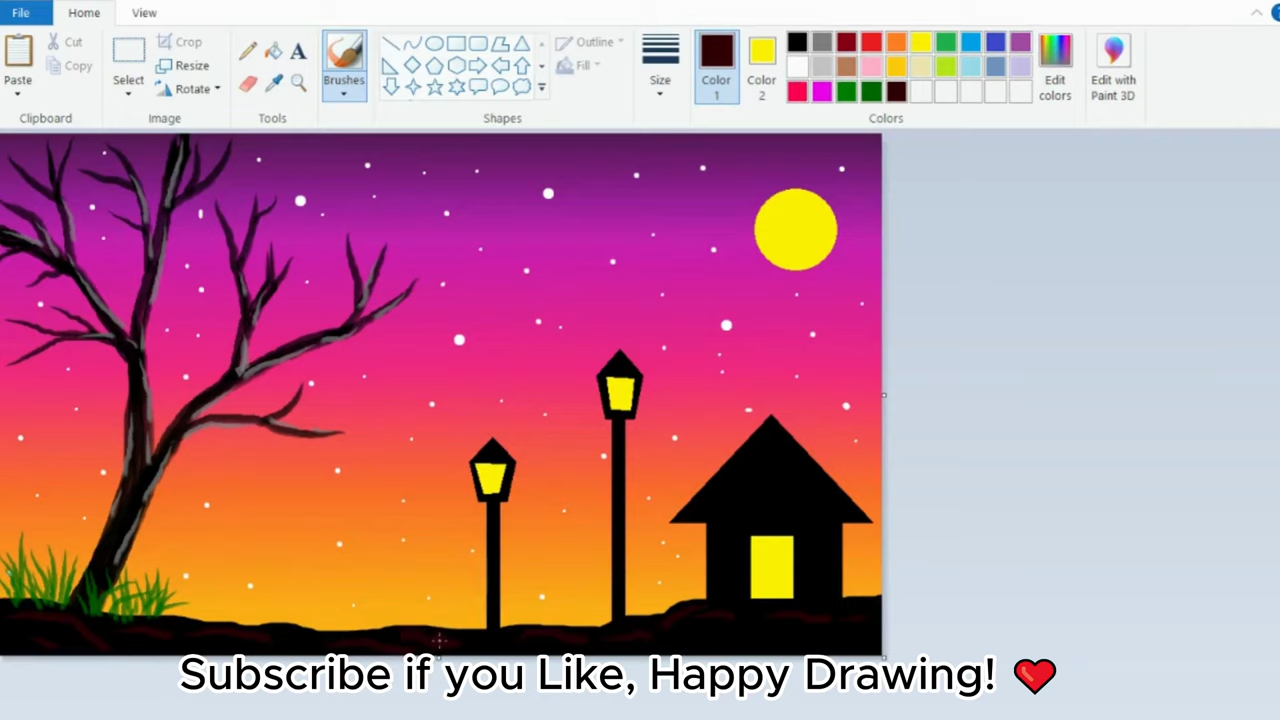 File Home View
Cut
Copy
Paste
Clipboard
Crop
Resize
Rotate
Select
Image
A
Tools
Brushes
Outline
Fill
Shapes
Size
Color
1
Color
2
Edit
colors
Edit with
Paint 3D
Colors
Subscribe if you Like, Happy Drawing! ❤️